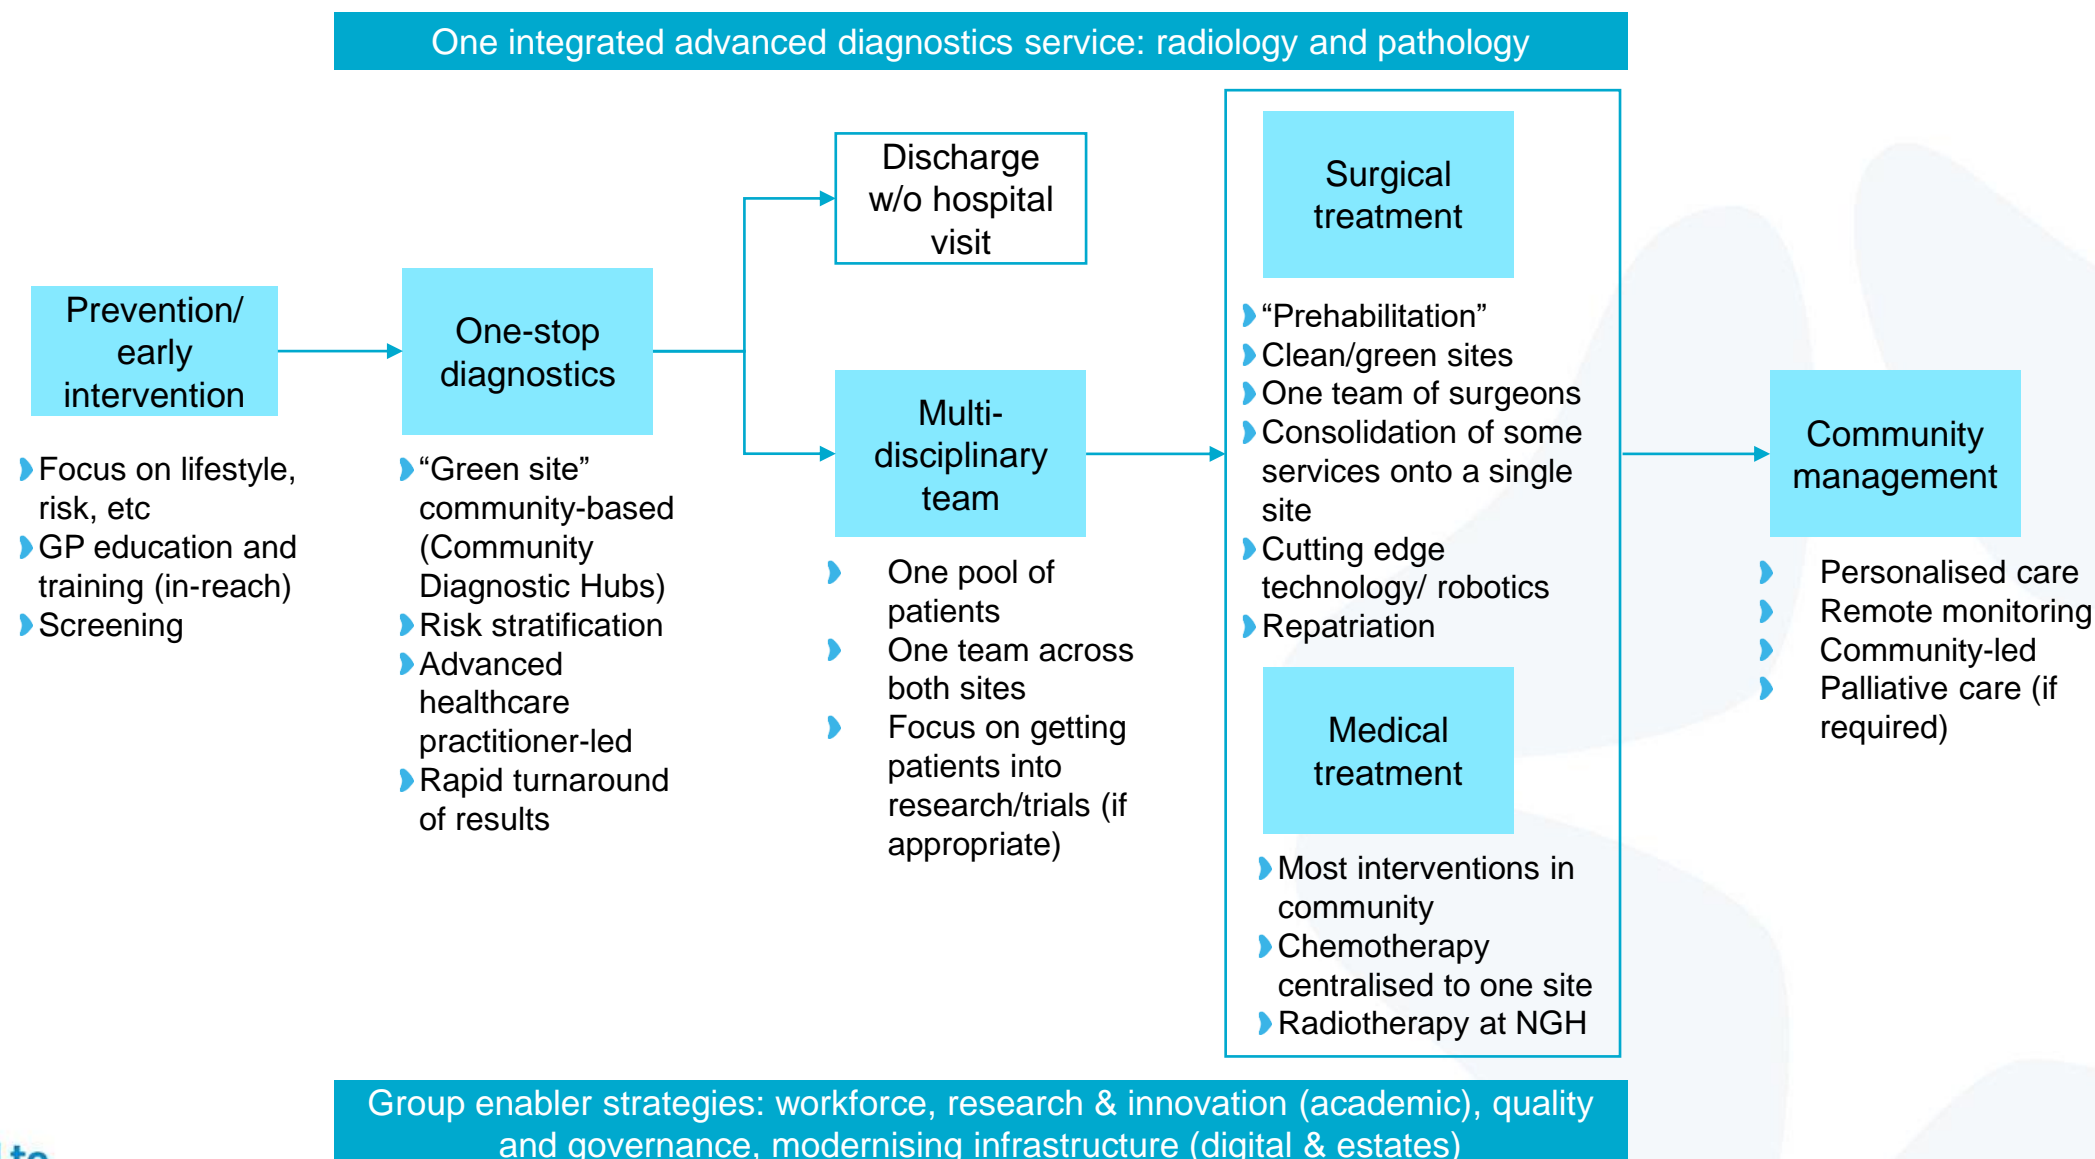 One integrated advanced diagnostics service: radiology and pathology
Prevention/
early
intervention
Focus on lifestyle,
risk, etc
GP education and
training (in-reach)
Screening
One-stop
diagnostics
“Green site”
community-based
(Community
Diagnostic Hubs)
Risk stratification
Advanced
healthcare
practitioner-led
Rapid turnaround
of results
Discharge
w/o hospital
visit
Multi-
disciplinary
team
One pool of
patients
One team across
both sites
Focus on getting
patients into
research/trials (if
appropriate)
Surgical
treatment
“Prehabilitation”
Clean/green sites
One team of surgeons
Consolidation of some
services onto a single
site
Cutting edge
technology/ robotics
Repatriation
Medical
treatment
Most interventions in
community
Chemotherapy
centralised to one site
Radiotherapy at NGH
Community
management
Personalised care
Remote monitoring
Community-led
Palliative care (if
required)
Group enabler strategies: workforce, research & innovation (academic), quality
and governance, modernising infrastructure (digital & estates)